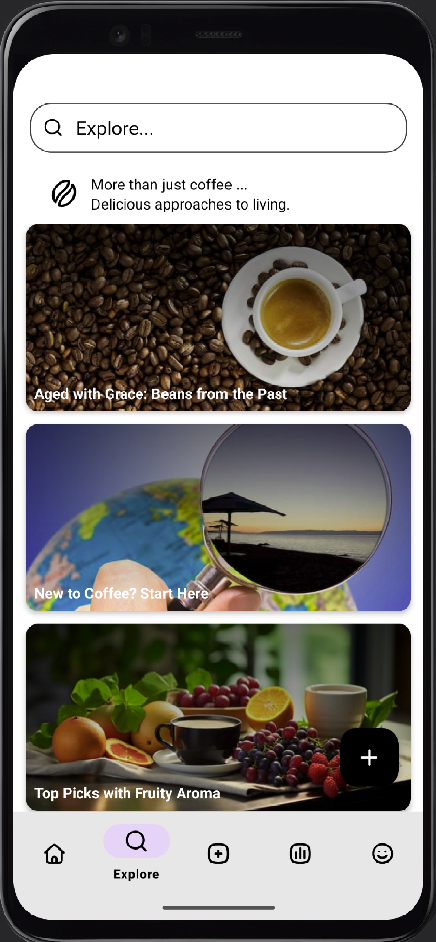 Explore...
More than just coffee ...
Delicious approaches to living.
Aged with Grace: Beans from the Past
New to Coffee? Start Here
Top Picks with Fruity Aroma
Explore